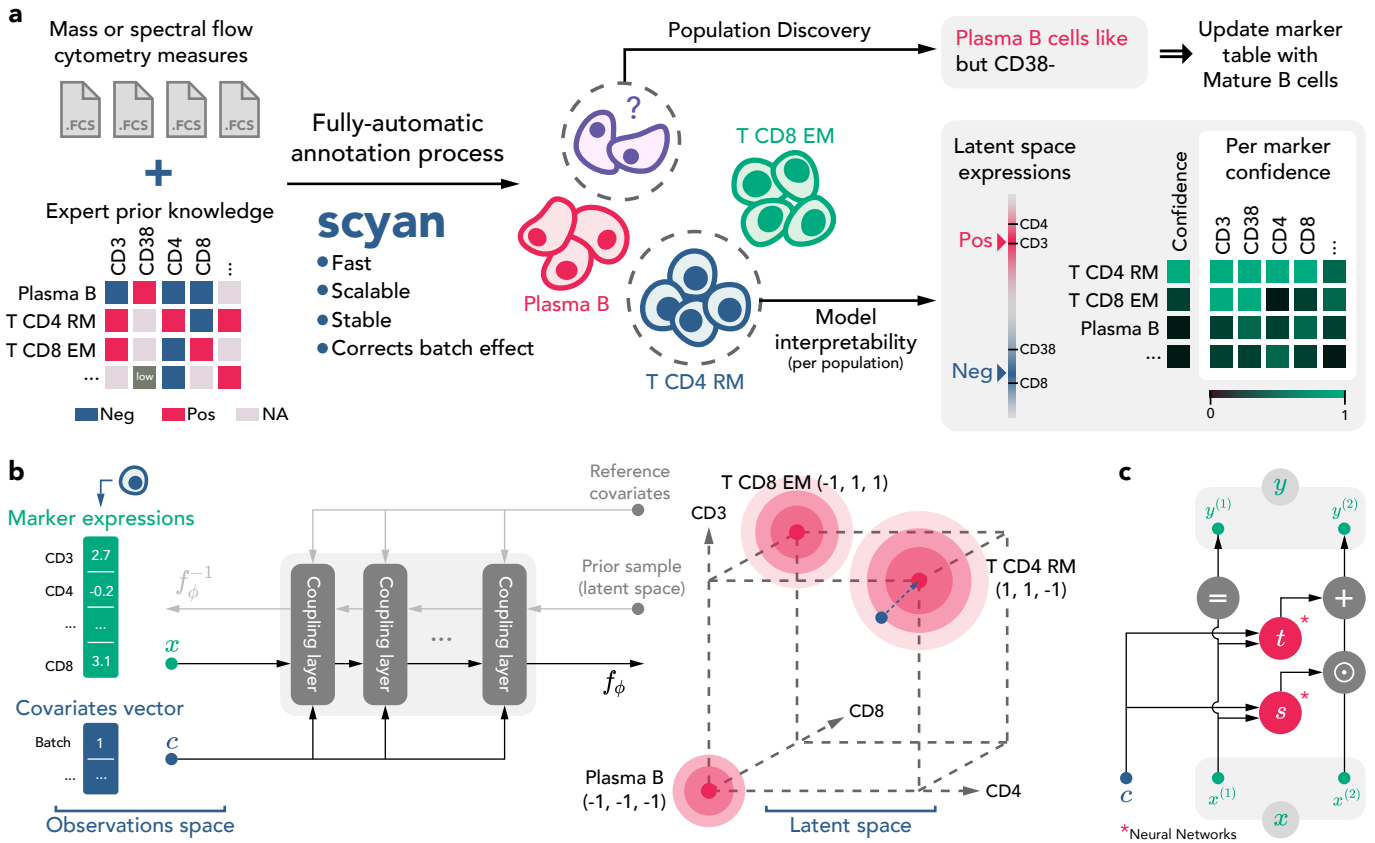 a
Mass or spectral flow
cytometry measures
.FCS .FCS .FCS .FCS
+
Expert prior knowledge
CD3 CD38 CD4 CD8 ...
Plasma B
T CD4 RM
T CD8 EM
...
low
Neg Pos NA
Fully-automatic
annotation process
scyan
Fast
Scalable
Stable
Corrects batch effect
?
Plasma B
T CD8 EM
T CD4 RM
Population Discovery
Plasma B cells like
but CD38-
Update marker
table with
Mature B cells
Model
interpretability
(per population)
Latent space
expressions
Pos
Neg
CD4
CD3
CD38
CD8
Confidence
Per marker
confidence
CD3 CD38 CD4 CD8 ...
T CD4 RM
T CD8 EM
Plasma B
...
0 1
b
Marker expressions
CD3 2.7
CD4 -0.2
... ...
CD8 3.1
Covariates vector
Batch 1
... ...
Observations space
x
c
f_ϕ^{-1}
Reference
covariates
Prior sample
(latent space)
Coupling layer
Coupling layer
...
Coupling layer
f_ϕ
T CD8 EM (-1, 1, 1)
CD3
T CD4 RM
(1, 1, -1)
CD8
Plasma B
(-1, -1, -1)
CD4
Latent space
c
y
y^{(1)} y^{(2)}
= +
t *
⊙
s *
c x^{(1)} x^{(2)}
x
*Neural Networks